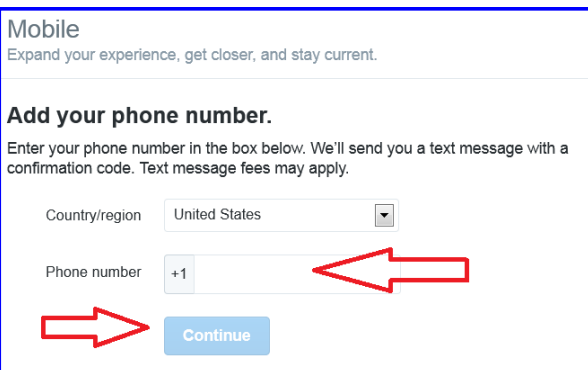 Mobile
Expand your experience, get closer, and stay current.
Add your phone number.
Enter your phone number in the box below. We'll send you a text message with a
confirmation code. Text message fees may apply.
Country/region United States
Phone number +1
Continue